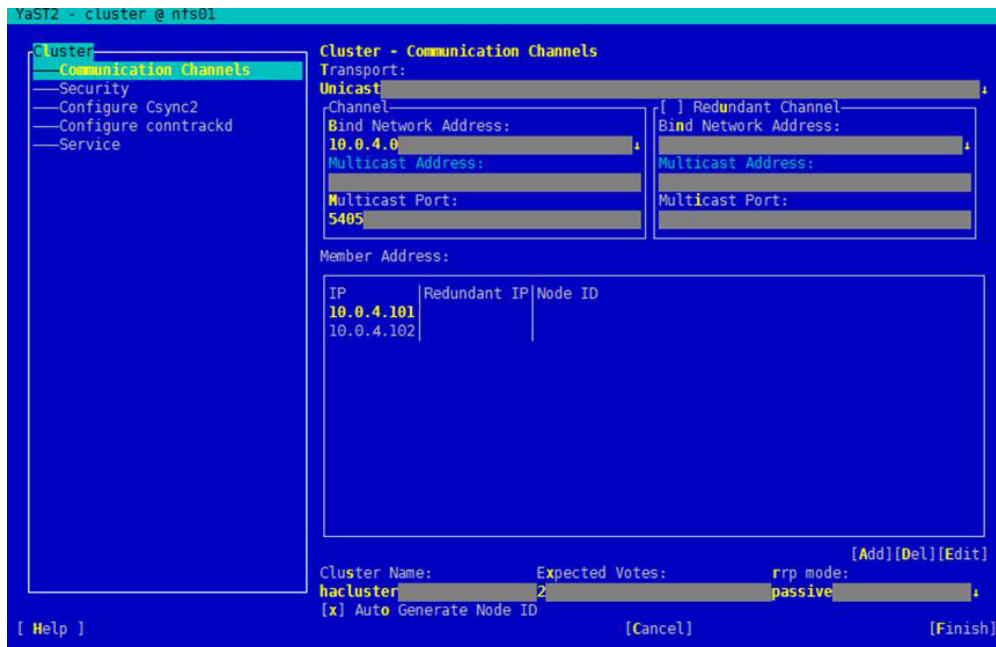 YaST2 - cluster @ nfs01
Cluster
Communication Channels
Security
Configure Csync2
Configure conntrackd
Service
Cluster - Communication Channels
Transport:
Unicast
Channel
Bind Network Address:
10.0.4.0
Multicast Address:
Multicast Port:
5405
[ ] Redundant Channel
Bind Network Address:
Multicast Address:
Multicast Port:
Member Address:
IP Redundant IP Node ID
10.0.4.101
10.0.4.102
[Add][Del][Edit]
Cluster Name: Expected Votes: rrp mode:
hacluster 2 passive
[x] Auto Generate Node ID
[ Help ] [Cancel] [Finish]